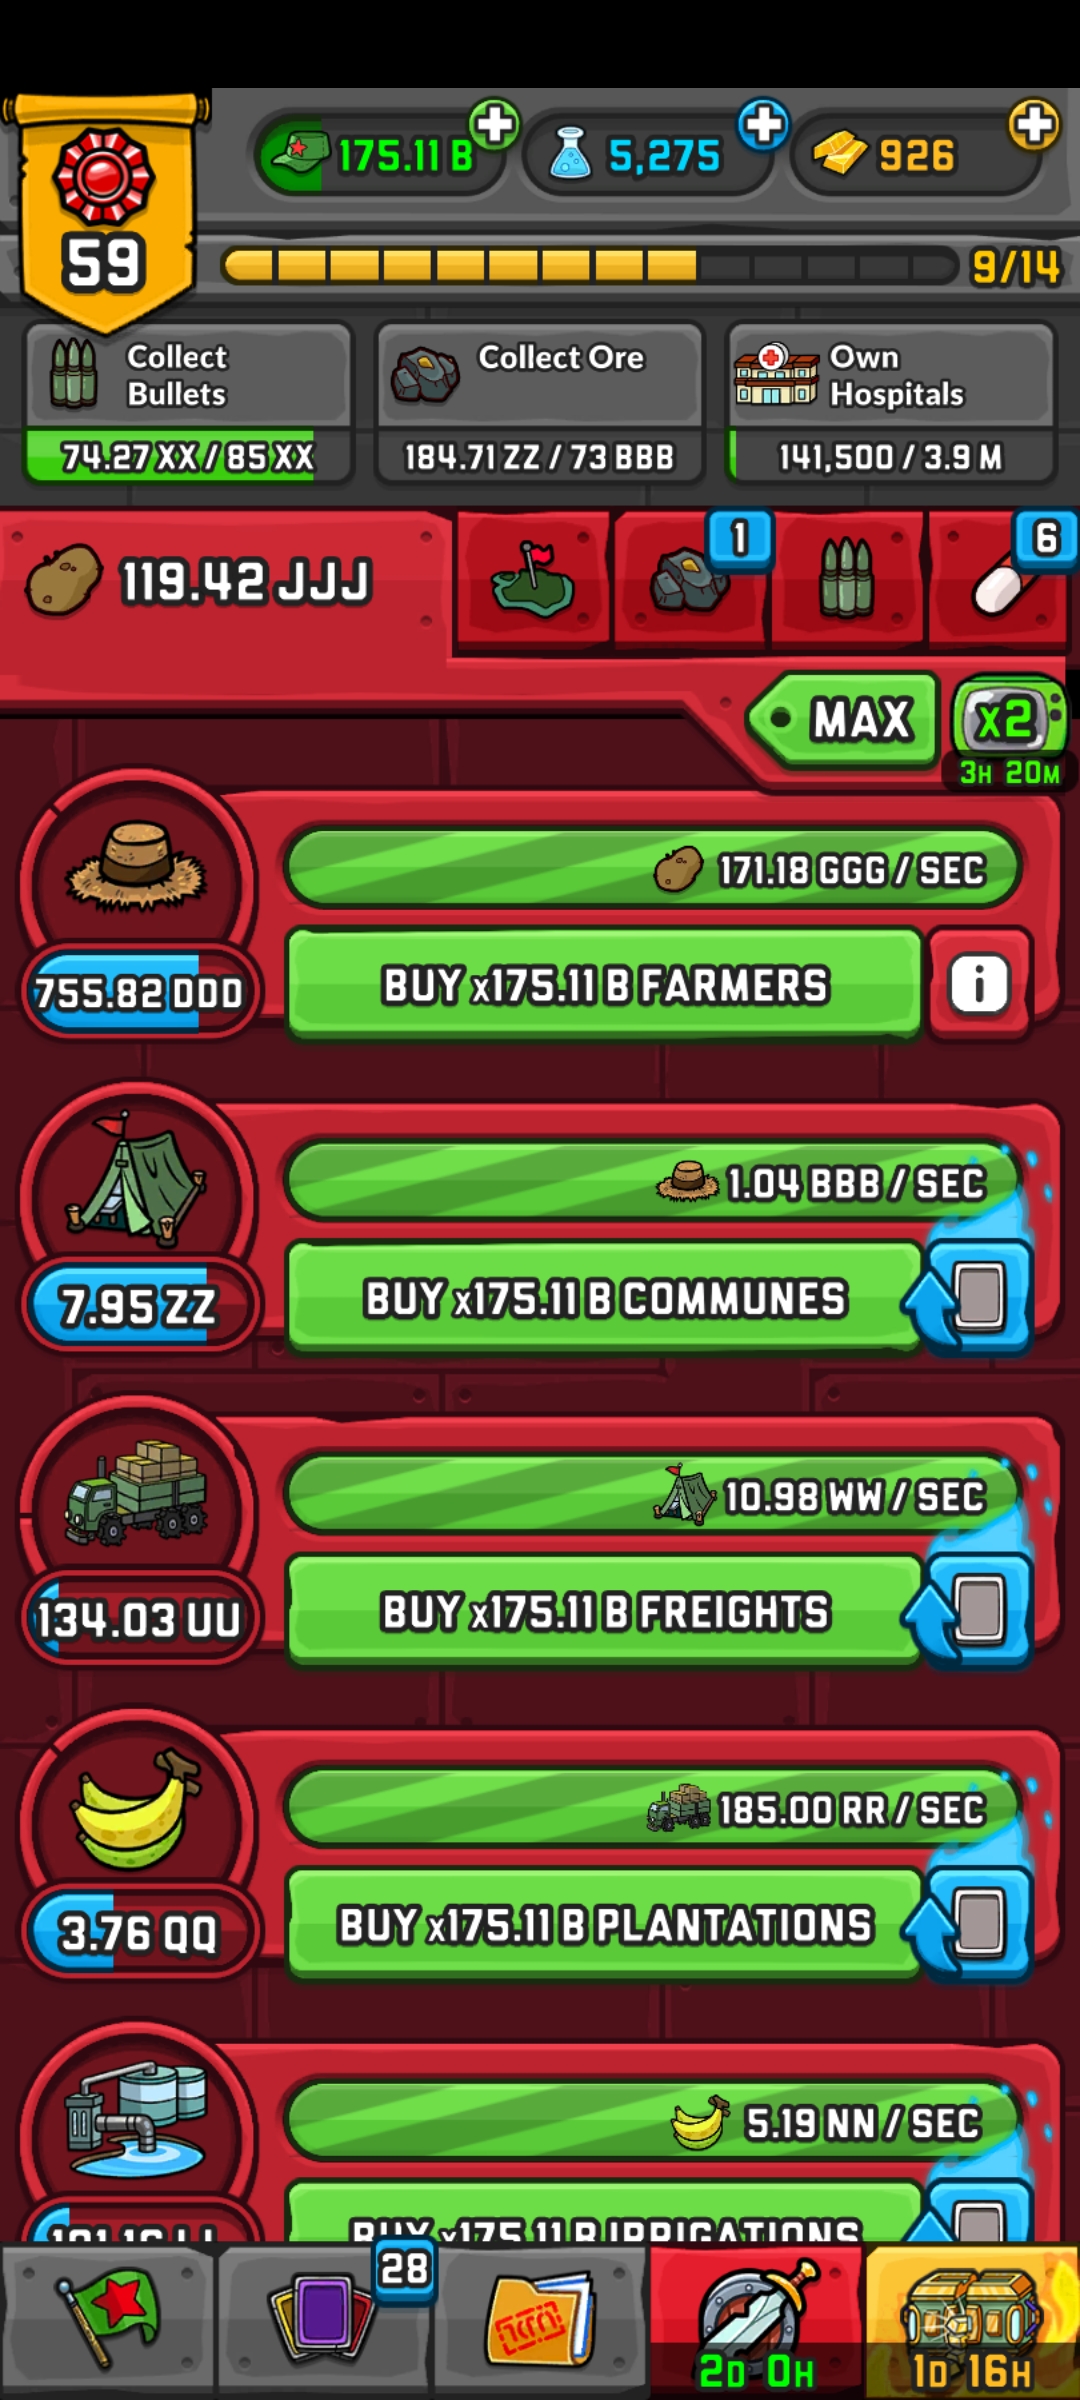 175.11 B
5,275
926
59
9/14
Collect
Bullets
74.27 XX / 85 XX
Collect Ore
184.71 ZZ / 73 BBB
Own
Hospitals
141,500 / 3.9 M
119.42 JJJ
1
6
MAX
x2
3H 20M
171.18 GGG / SEC
755.82 DDD
BUY x175.11 B FARMERS
i
1.04 BBB / SEC
7.95 ZZ
BUY x175.11 B COMMUNES
10.98 WW / SEC
134.03 UU
BUY x175.11 B FREIGHTS
185.00 RR / SEC
3.76 QQ
BUY x175.11 B PLANTATIONS
5.19 NN / SEC
BUY x175.11 B IRRIGATIONS
28
2D 0H
1D 16H